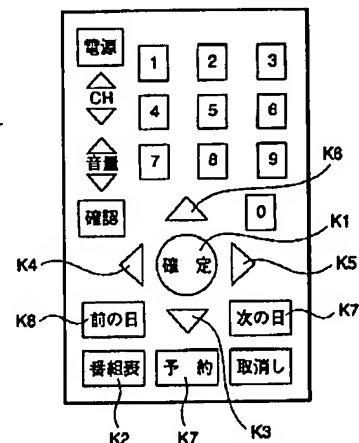 電源 1 2 3
CH 4 5 6
音量 7 8 9
K6
確認 0
K1
K4 確 定 K5
K8 前の日 次の日 K7
番組表 予 約 取消し
K2 K7 K3